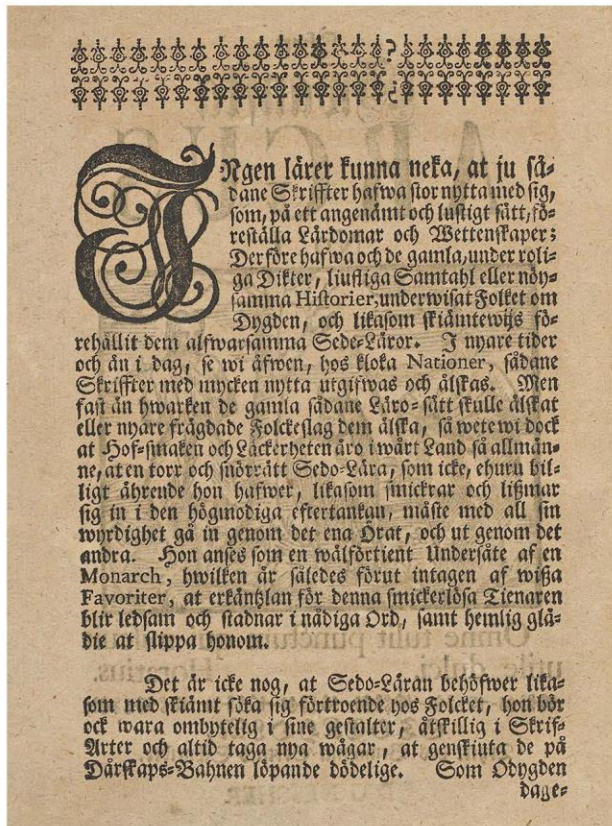 INgen lärer kunna neka, at ju så-
dane Skriffter hafwa stor nytta med sig,
som, på ett angenämt och lustigt sätt, fö-
reställa Lärdomar och Wettenskaper;
Derföre hafwa och de gamla, under roli-
ga Dikter, liufliga Samtahl eller nöy-
samma Historier, underwisat Folket om
Dygden, och likasom skiämtewijs fö-
rehållit dem alfwarsamma Sede-Läror. I nyare tider
och än i dag, se wi äfwen, hos kloka Nationer, sådane
Skriffter med mycken nytta utgifwas och älskas. Men
fast än hwarken de gamla sådane Läro-sätt skulle älskat
eller nyare frägdade Folckeslag dem älska, så wete wi dock
at Hof-smaken och Läckerheten äro i wårt Land så allmän-
ne, at en torr och snörrätt Sedo-Lära, som icke, ehuru bil-
ligt ährende hon hafwer, likasom smickrar och lißmar
sig in i den högmodiga eftertankan, måste med all sin
wyrdighet gå in genom det ena Örat, och ut genom det
andra. Hon anses som en wälförtient Undersåte af en
Monarch, hwilken är således förut intagen af wißa
Favoriter, at erkäntzlan för denna smickerlösa Tienaren
blir ledsam och stadnar i nådiga Ord, samt hemlig glä-
die at slippa honom.
Det är icke nog, at Sedo-Läran behöfwer lika-
som med skiämt söka sig förtroende hos Folcket, hon bör
ock wara ombytelig i sine gestalter, åtskillig i Skrif-
Arter och altid taga nya wägar, at genskiuta de på
Dårskaps-Bahnen löpande dödelige. Som Odygden
dage-